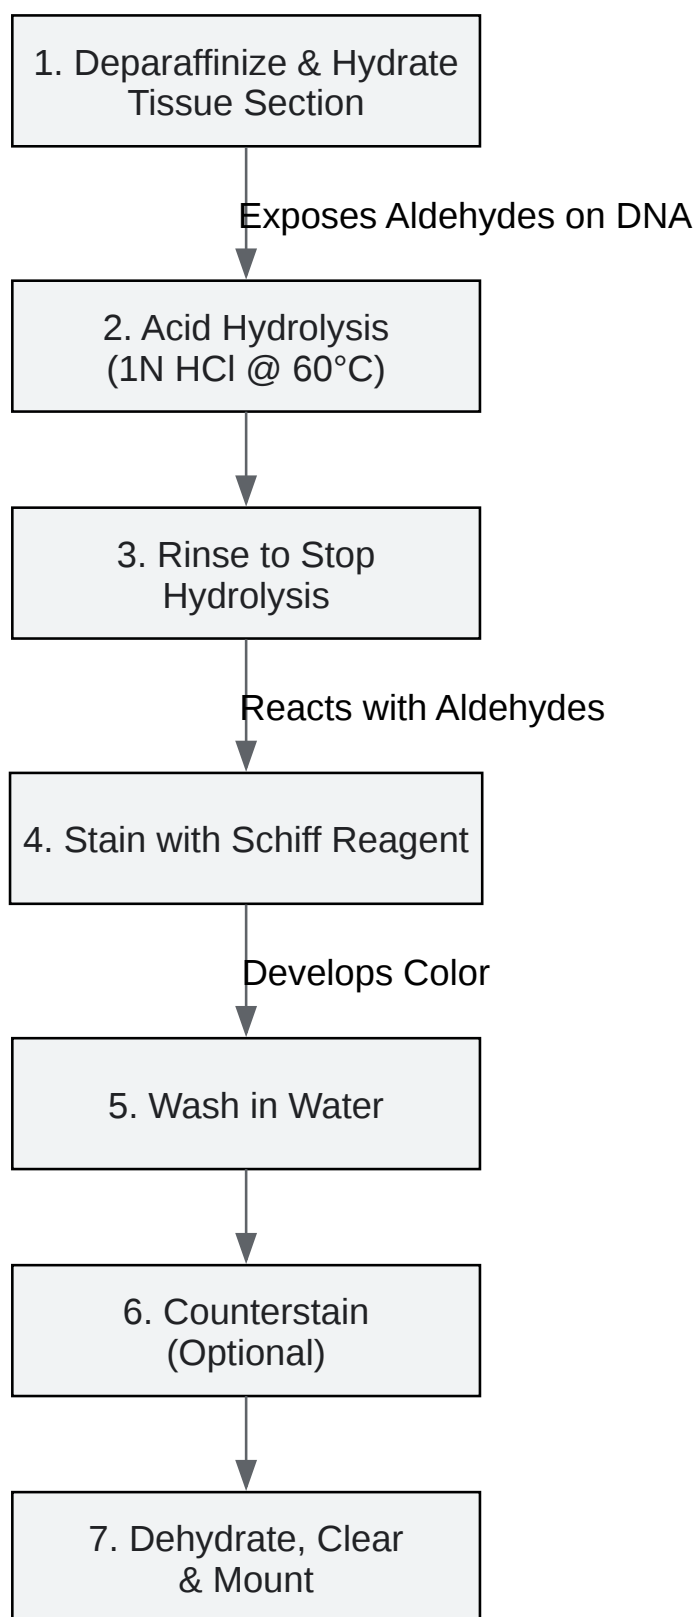 1. Deparaffinize & Hydrate
Tissue Section
Exposes Aldehydes on DNA
2. Acid Hydrolysis
(1N HCl @ 60°C)
3. Rinse to Stop
Hydrolysis
Reacts with Aldehydes
4. Stain with Schiff Reagent
Develops Color
5. Wash in Water
6. Counterstain
(Optional)
7. Dehydrate, Clear
& Mount